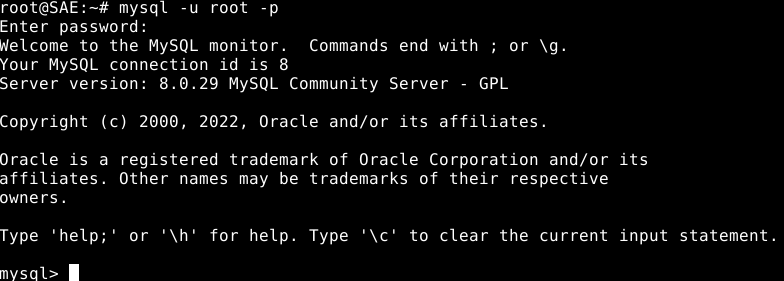 root@SAE:~# mysql -u root -p
Enter password:
Welcome to the MySQL monitor.  Commands end with ; or \g.
Your MySQL connection id is 8
Server version: 8.0.29 MySQL Community Server - GPL

Copyright (c) 2000, 2022, Oracle and/or its affiliates.

Oracle is a registered trademark of Oracle Corporation and/or its
affiliates. Other names may be trademarks of their respective
owners.

Type 'help;' or '\h' for help. Type '\c' to clear the current input statement.

mysql>